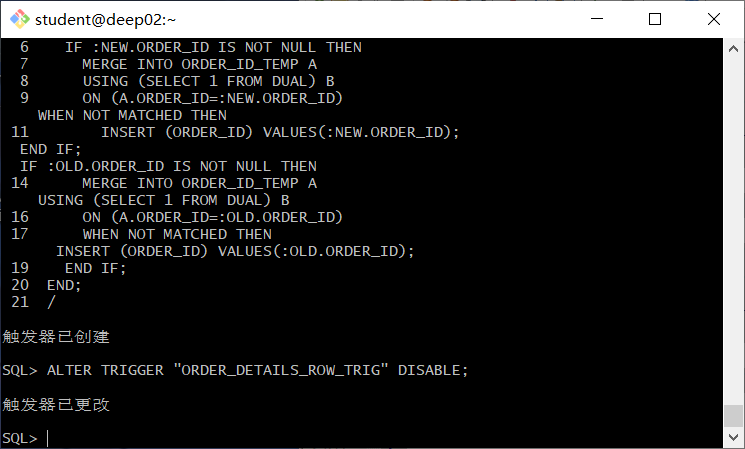 student@deep02:~
6    IF :NEW.ORDER_ID IS NOT NULL THEN
7      MERGE INTO ORDER_ID_TEMP A
8      USING (SELECT 1 FROM DUAL) B
9      ON (A.ORDER_ID=:NEW.ORDER_ID)
WHEN NOT MATCHED THEN
11        INSERT (ORDER_ID) VALUES(:NEW.ORDER_ID);
END IF;
IF :OLD.ORDER_ID IS NOT NULL THEN
14      MERGE INTO ORDER_ID_TEMP A
USING (SELECT 1 FROM DUAL) B
16      ON (A.ORDER_ID=:OLD.ORDER_ID)
17      WHEN NOT MATCHED THEN
INSERT (ORDER_ID) VALUES(:OLD.ORDER_ID);
19    END IF;
20  END;
21  /
触发器已创建
SQL> ALTER TRIGGER "ORDER_DETAILS_ROW_TRIG" DISABLE;
触发器已更改
SQL>